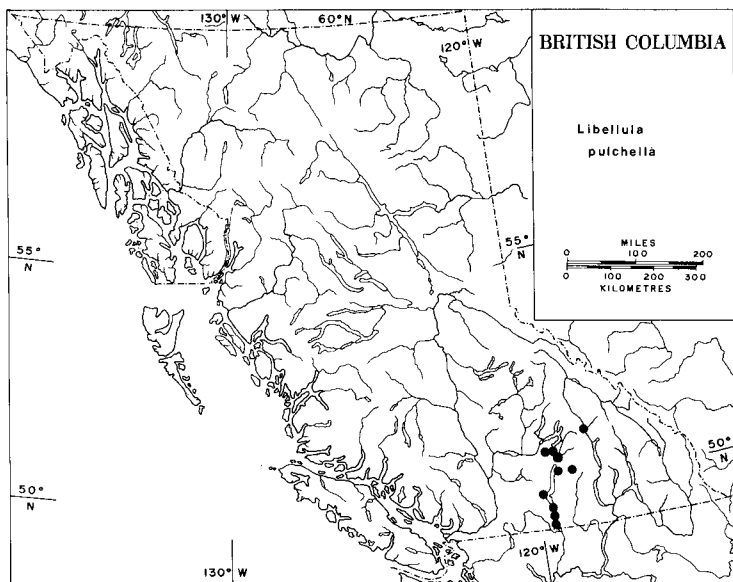 130° W
60° N
120° W
BRITISH COLUMBIA
Libellula
pulchella
MILES
0 100 200
0 100 200 300
KILOMETRES
55°
N
55°
N
50°
N
50°
N
130° W
120° W